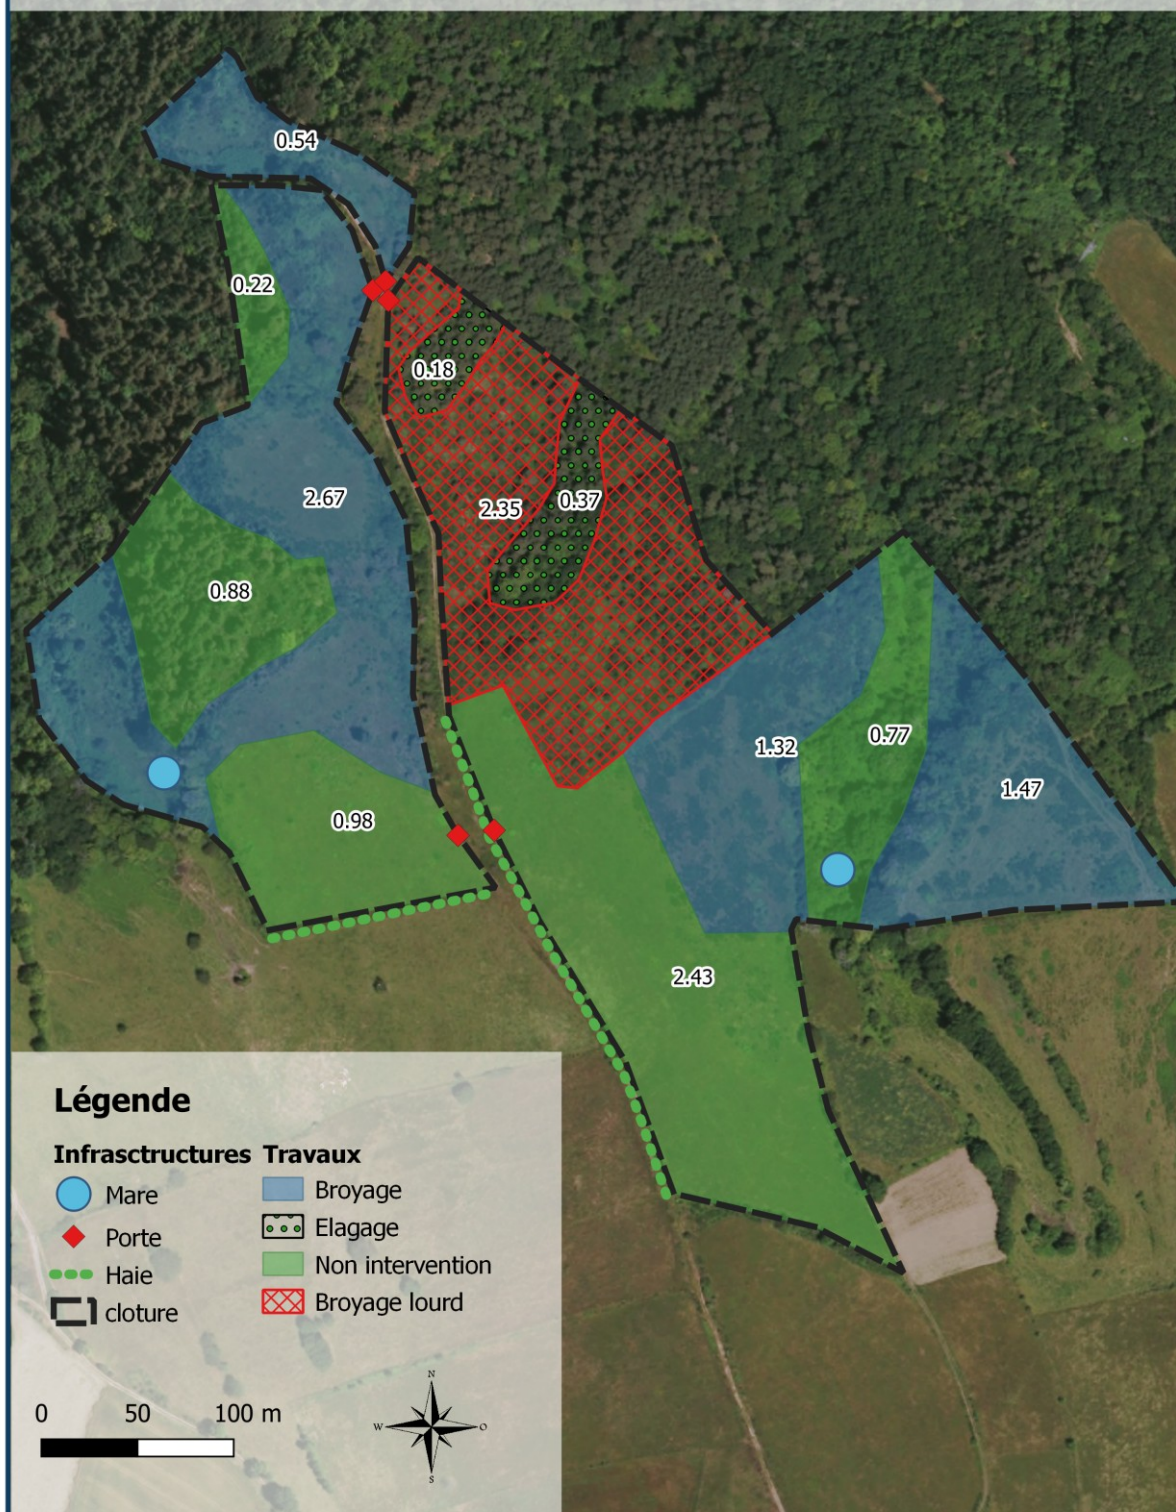 0.54
0.22
0.18
2.67
2.35
0.37
0.88
1.32
0.77
1.47
0.98
2.43
Légende
Infrasctructures
Mare
Porte
Haie
cloture
Travaux
Broyage
Elagage
Non intervention
Broyage lourd
0 50 100 m
N
W O
S